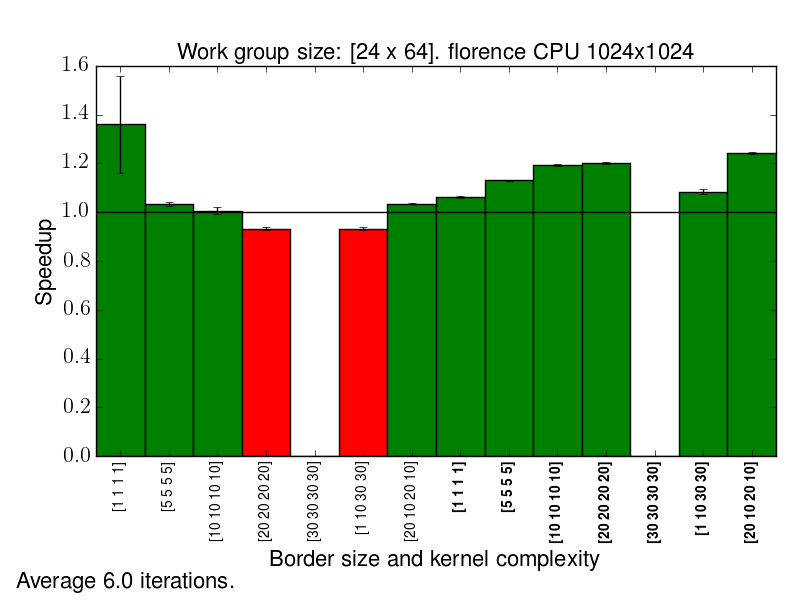 Work group size: [24 x 64]. florence CPU 1024x1024
Speedup
1.6
1.4
1.2
1.0
0.8
0.6
0.4
0.2
0.0
[1 1 1 1]
[5 5 5 5]
[10 10 10 10]
[20 20 20 20]
[30 30 30 30]
[1 10 30 30]
[20 10 20 10]
[1 1 1 1]
[5 5 5 5]
[10 10 10 10]
[20 20 20 20]
[30 30 30 30]
[1 10 30 30]
[20 10 20 10]
Border size and kernel complexity
Average 6.0 iterations.